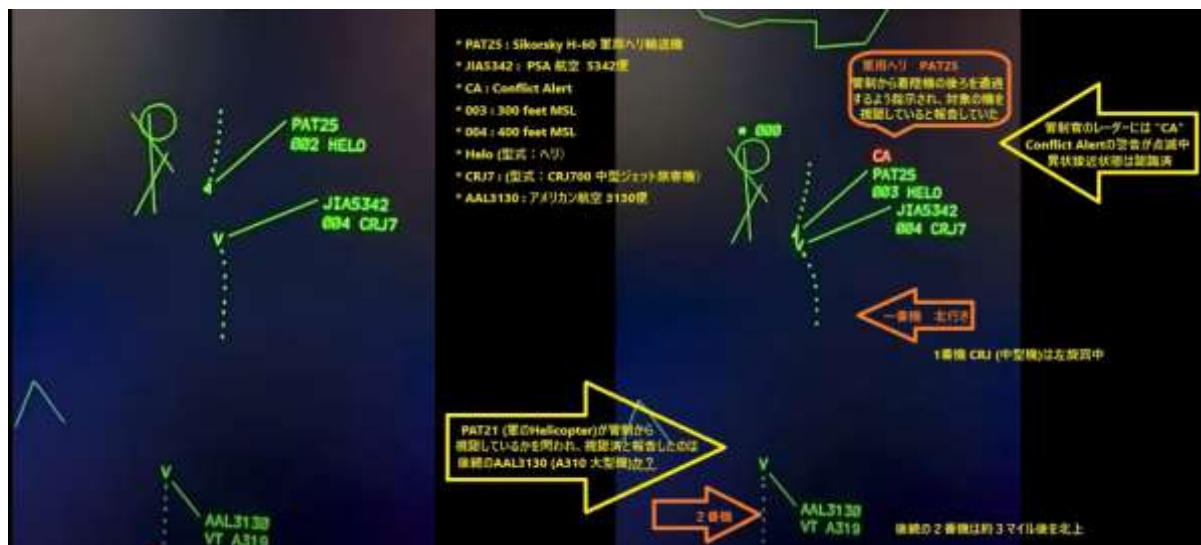 PAT25
002 HELO
JIA5342
004 CRJ7
AAL3130
VT A319
* PAT25 : Sikorsky H-60 軍用ヘリ輸送機
* JIA5342 : PSA 航空 5342便
* CA : Conflict Alert
* 003 : 300 feet MSL
* 004 : 400 feet MSL
* Helo (型式 : ヘリ)
* CRJ7 : (型式 : CRJ700 中型ジェット旅客機)
* AAL3130 : アメリカン航空 3130便
軍用ヘリ PAT25
管制から着陸機の後ろを通過
するよう指示され、対象の機を
視認していると報告していた
管制官のレーダーには "CA"
Conflict Alertの警告が点滅中
異状接近状態は認識済
* 000
CA
PAT25
003 HELO
JIA5342
004 CRJ7
一番機 北行き
1番機 CRJ (中型機)は左旋回中
PAT21 (軍のHelicopter)が管制から
視認しているかを問われ、視認済と報告したのは
後続のAAL3130 (A310 大型機)か?
2番機
AAL3130
VT A319
後続の2番機は約3マイル後を北上